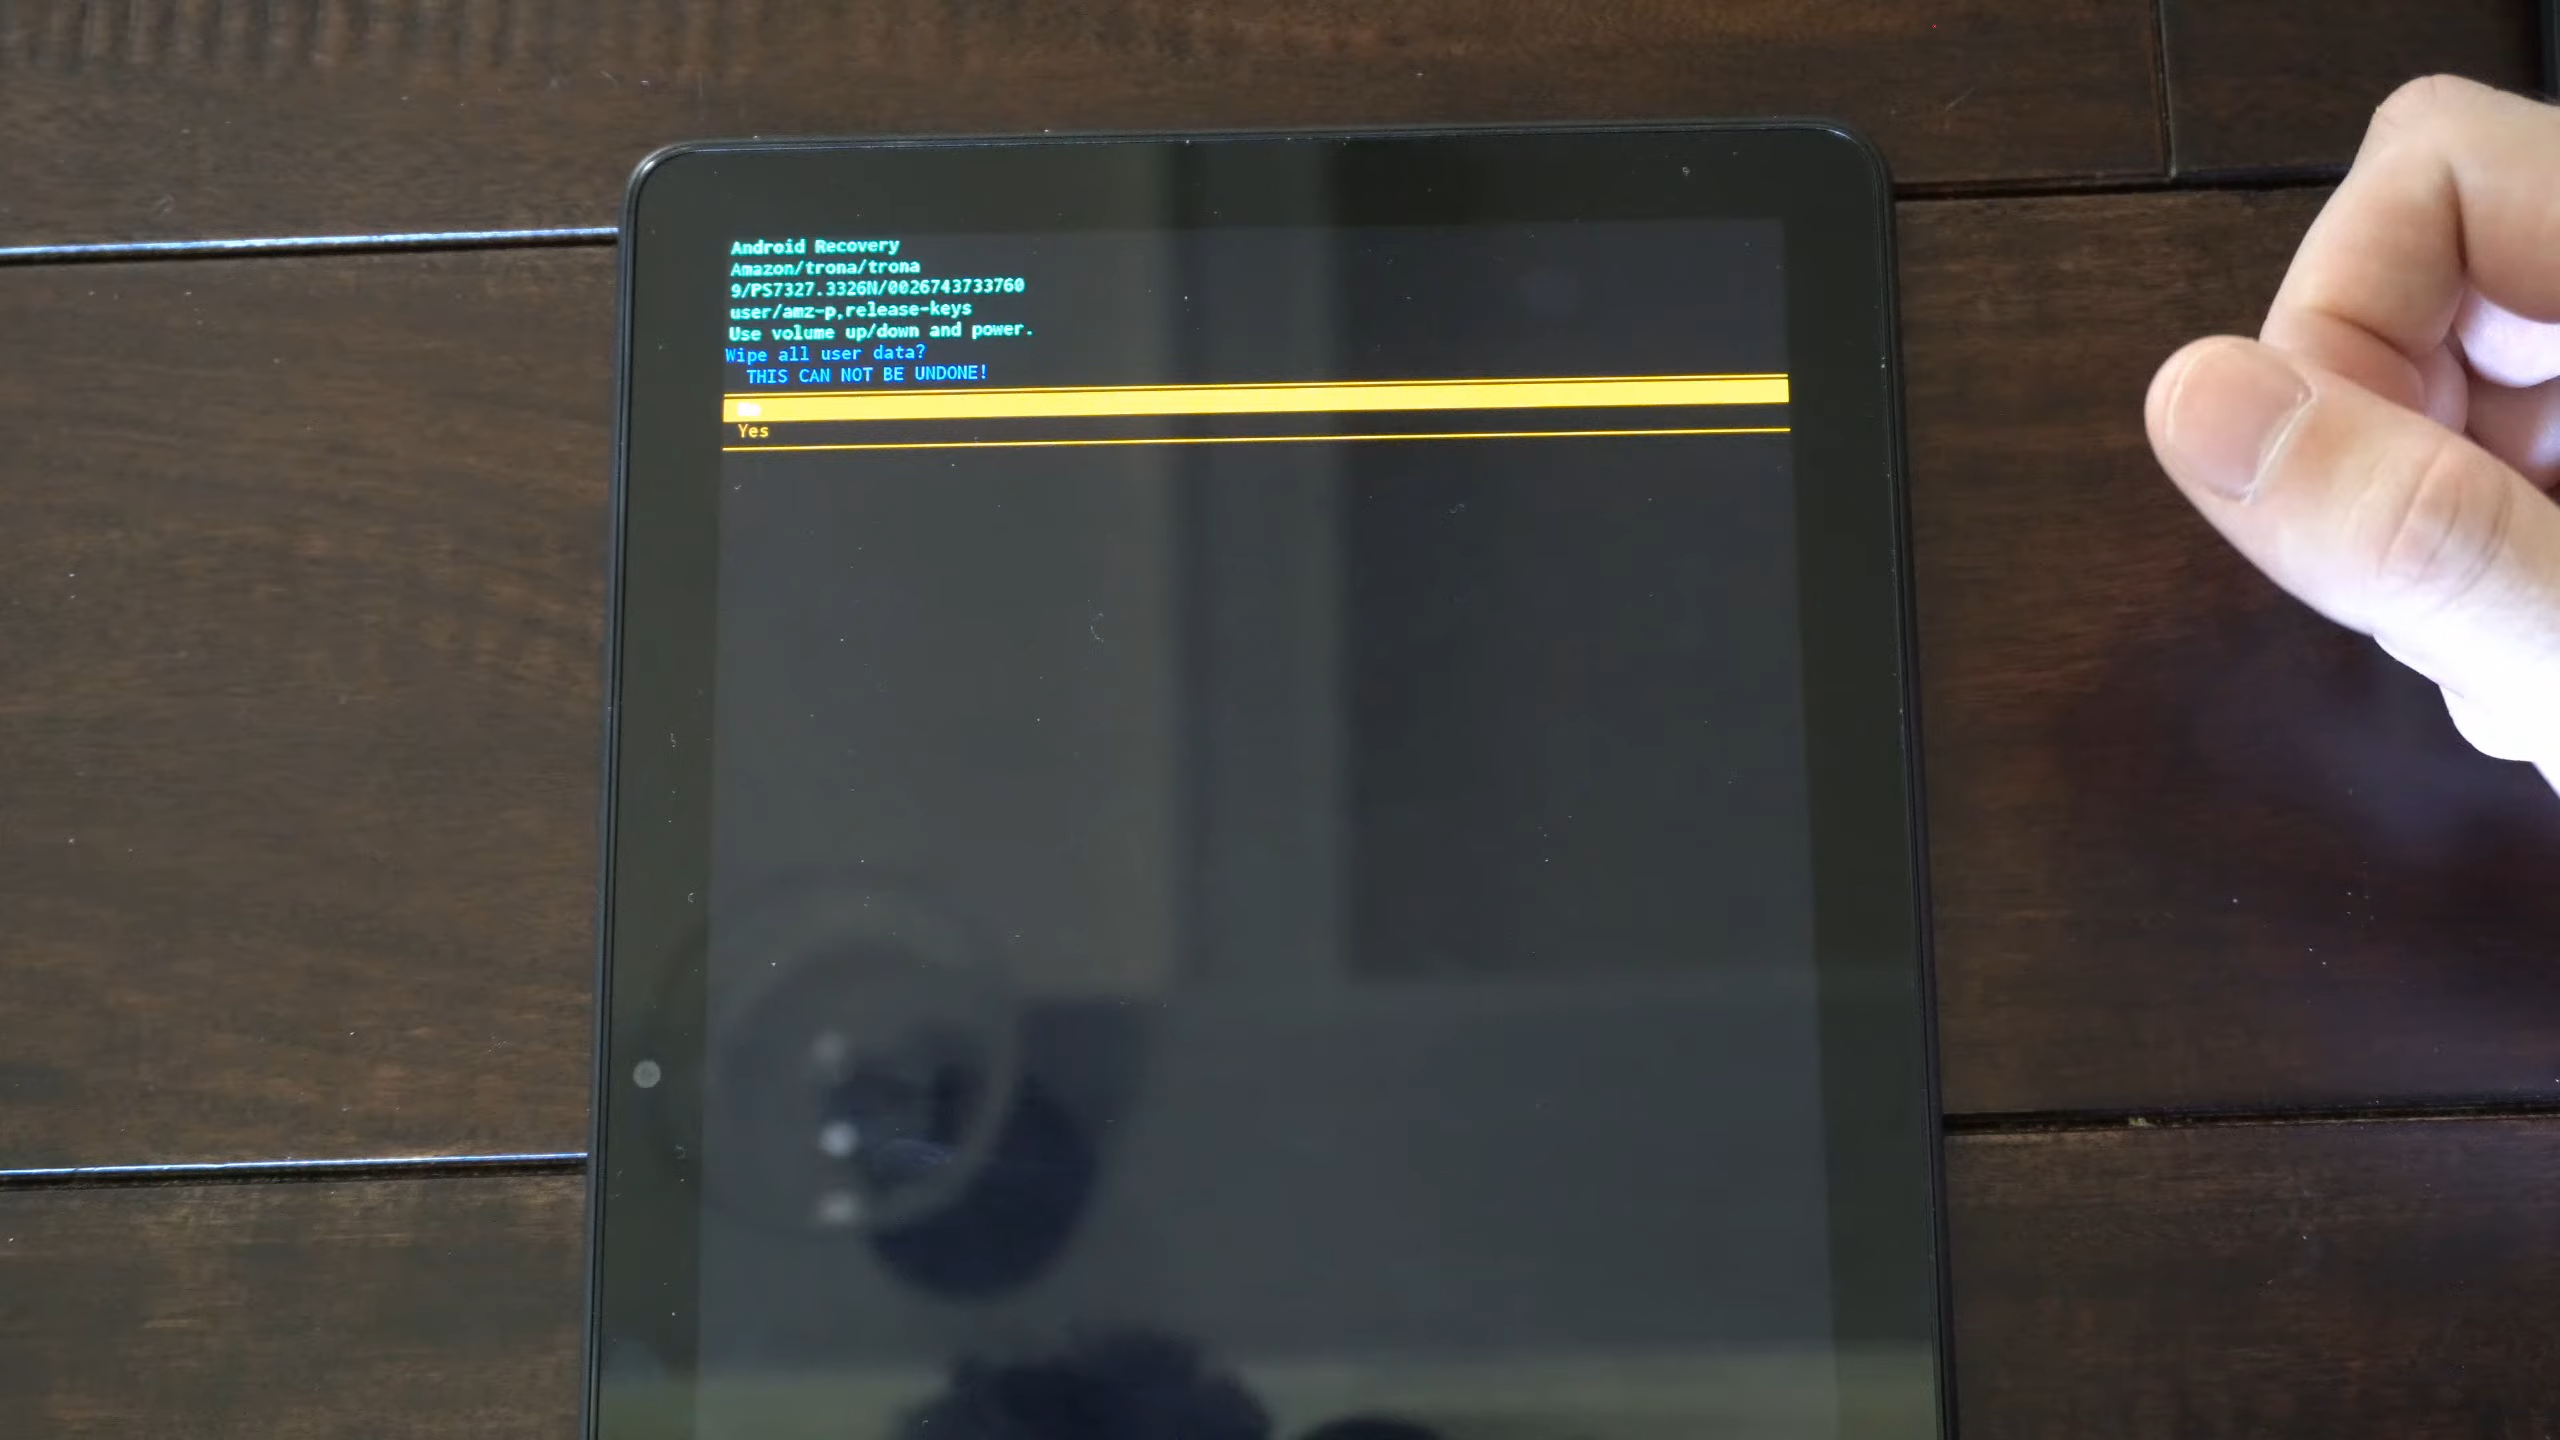 Android Recovery
Amazon/trona/trona
9/PS7327.3326N/0026743733760
user/amz-p,release-keys
Use volume up/down and power.
Wipe all user data?
THIS CAN NOT BE UNDONE!
No
Yes